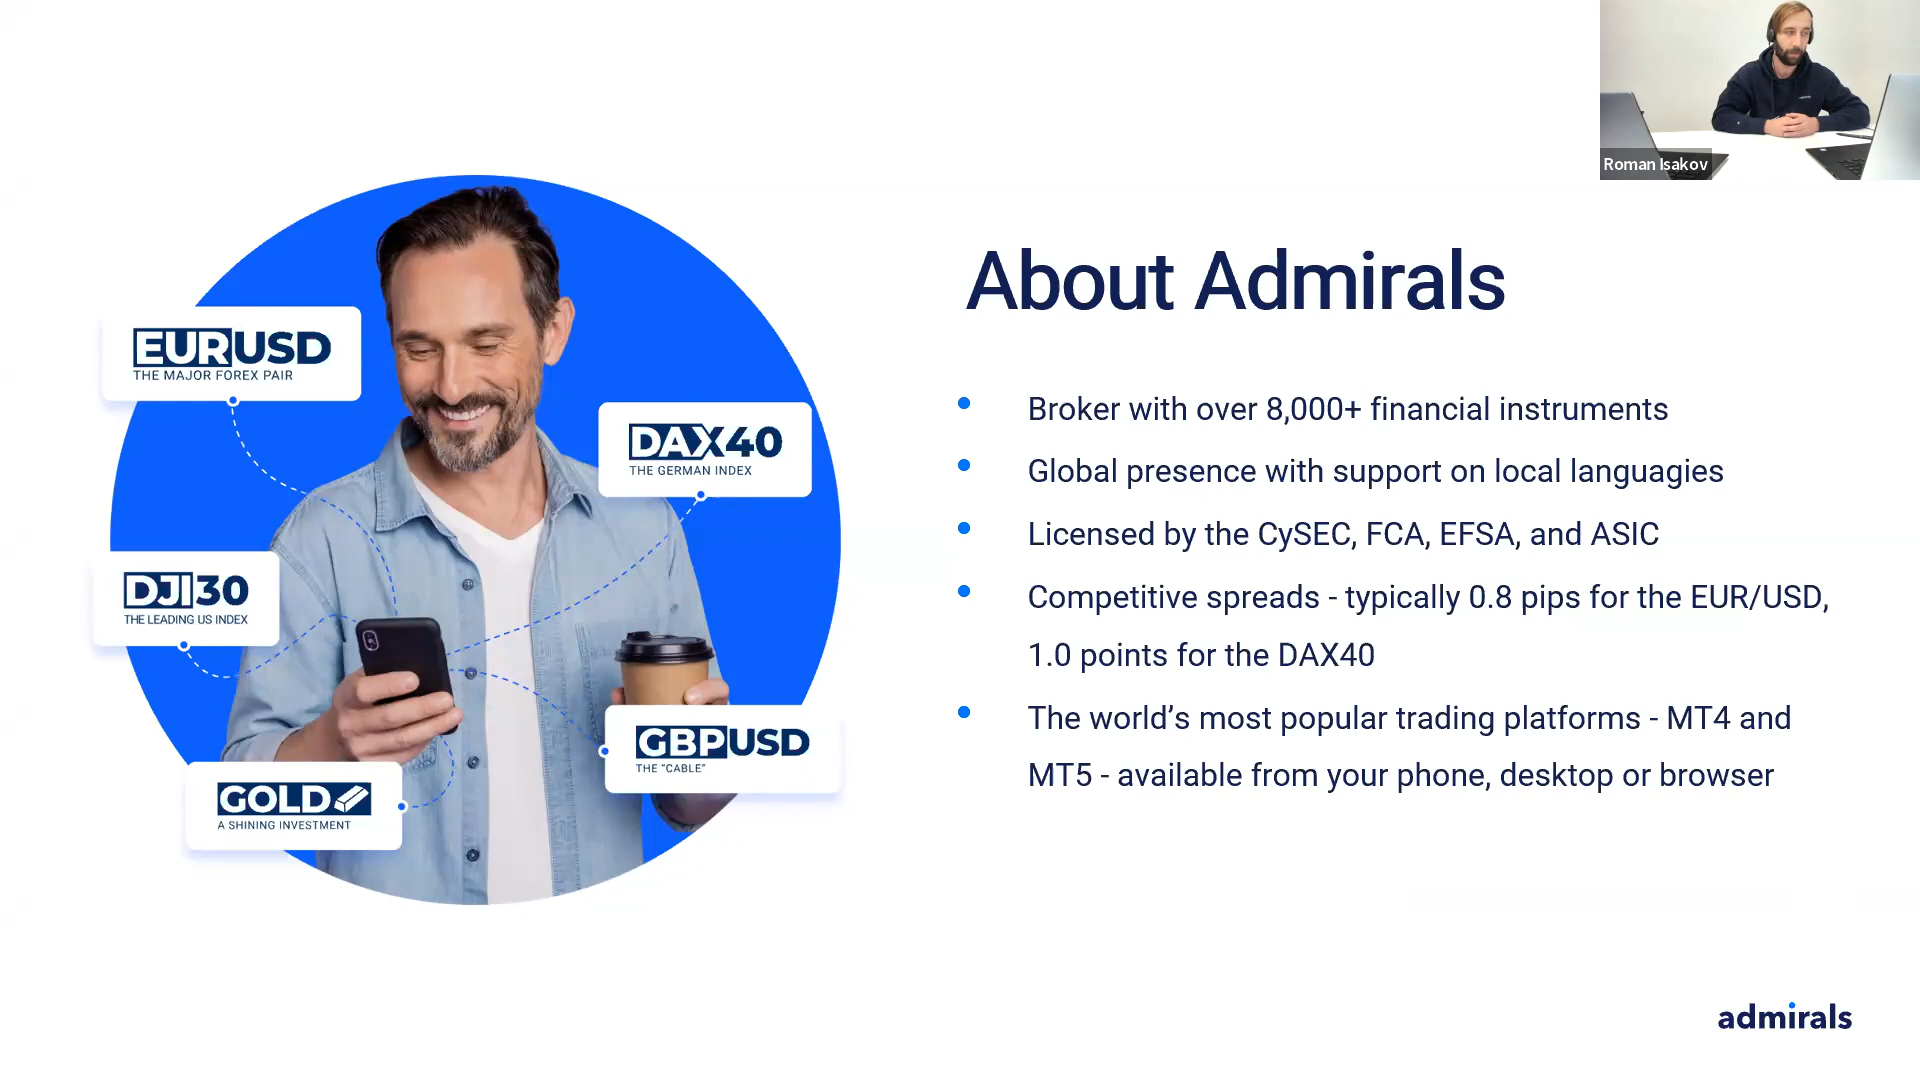 Roman Isakov
About Admirals
EURUSD
THE MAJOR FOREX PAIR
DAX40
THE GERMAN INDEX
DJI30
THE LEADING US INDEX
GBPUSD
THE “CABLE”
GOLD
A SHINING INVESTMENT
Broker with over 8,000+ financial instruments
Global presence with support on local languagies
Licensed by the CySEC, FCA, EFSA, and ASIC
Competitive spreads - typically 0.8 pips for the EUR/USD,
1.0 points for the DAX40
The world’s most popular trading platforms - MT4 and
MT5 - available from your phone, desktop or browser
admirals